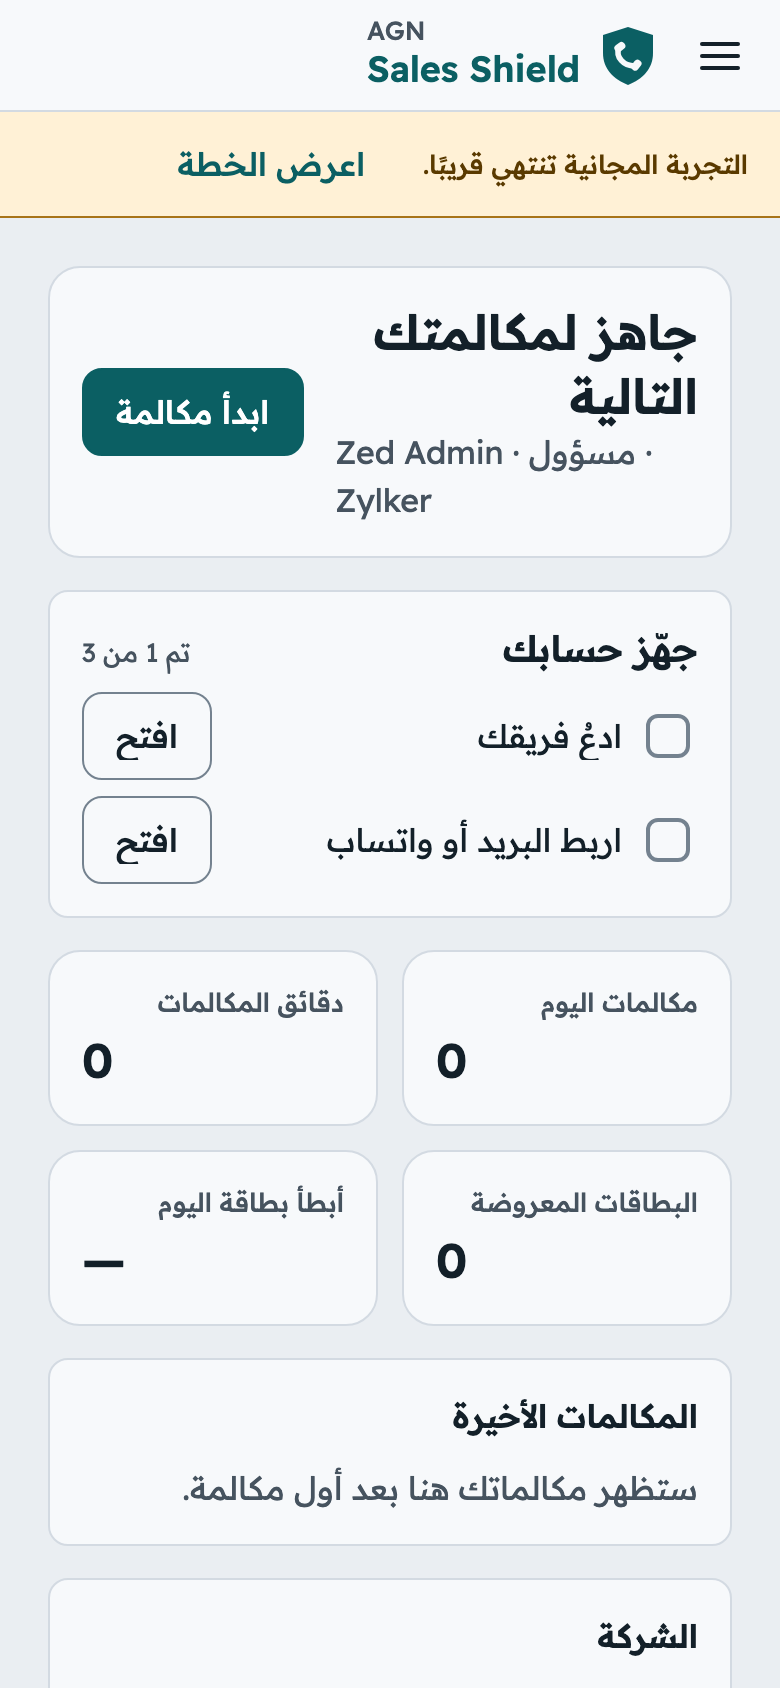 AGN
Sales Shield
التجربة المجانية تنتهي قريبًا.
اعرض الخطة
جاهز لمكالمتك
التالية
Zed Admin · مسؤول ·
Zylker
ابدأ مكالمة
جهّز حسابك
تم 1 من 3
ادعُ فريقك
افتح
اربط البريد أو واتساب
افتح
مكالمات اليوم
0
دقائق المكالمات
0
البطاقات المعروضة
0
أبطأ بطاقة اليوم
—
المكالمات الأخيرة
ستظهر مكالماتك هنا بعد أول مكالمة.
الشركة